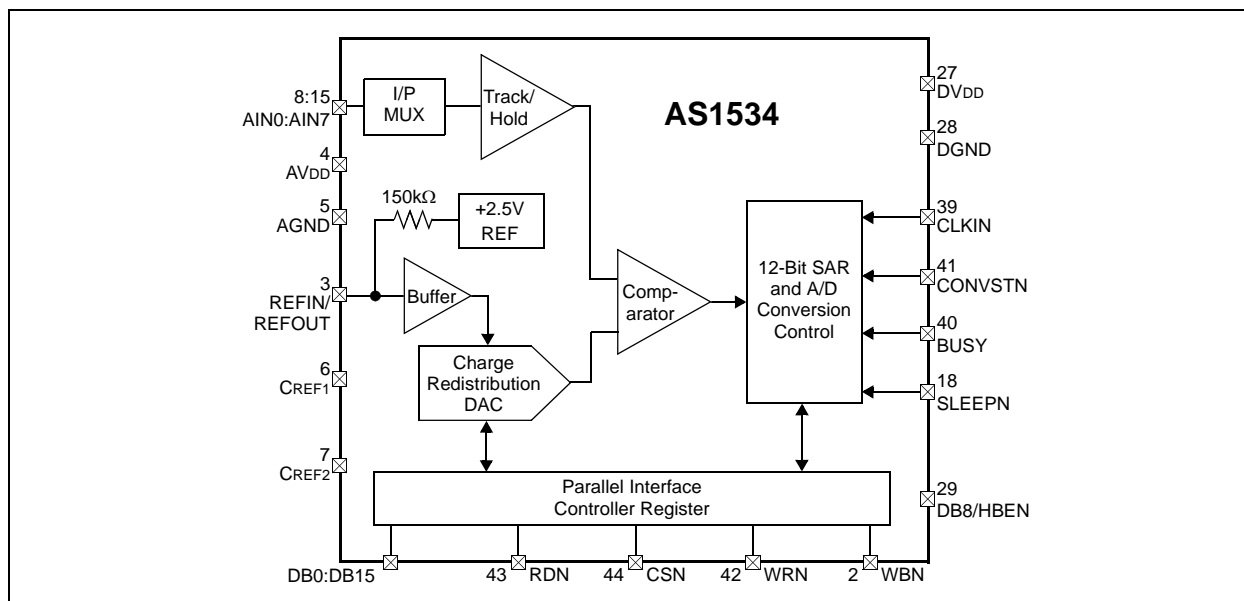 AS1534
8:15
AIN0:AIN7
4
AVDD
5
AGND
3
REFIN/
REFOUT
6
CREF1
7
CREF2
I/P
MUX
Track/
Hold
150kΩ
+2.5V
REF
Buffer
Charge
Redistribution
DAC
Comp-
arator
12-Bit SAR
and A/D
Conversion
Control
Parallel Interface
Controller Register
27
DVDD
28
DGND
39
CLKIN
41
CONVSTN
40
BUSY
18
SLEEPN
29
DB8/HBEN
DB0:DB15
43 RDN
44 CSN
42 WRN
2 WBN